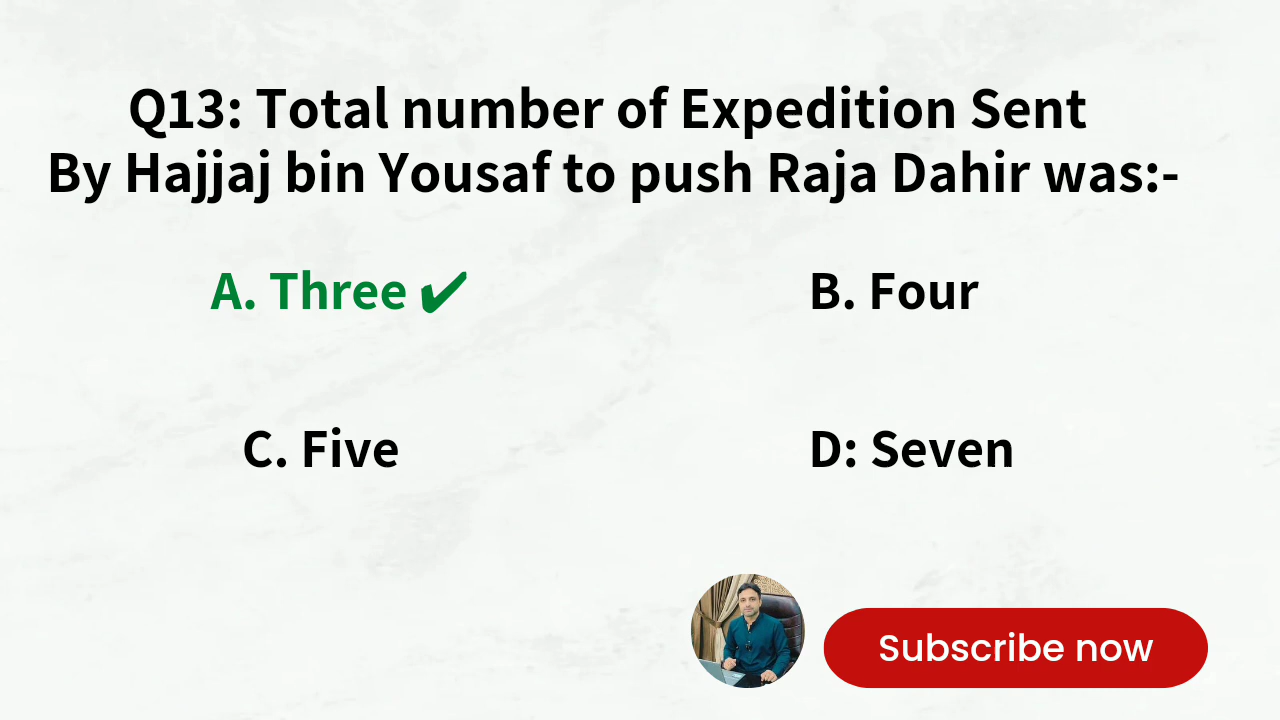 Q13: Total number of Expedition Sent
By Hajjaj bin Yousaf to push Raja Dahir was:-
A. Three ✔
B. Four
C. Five
D: Seven
Subscribe now